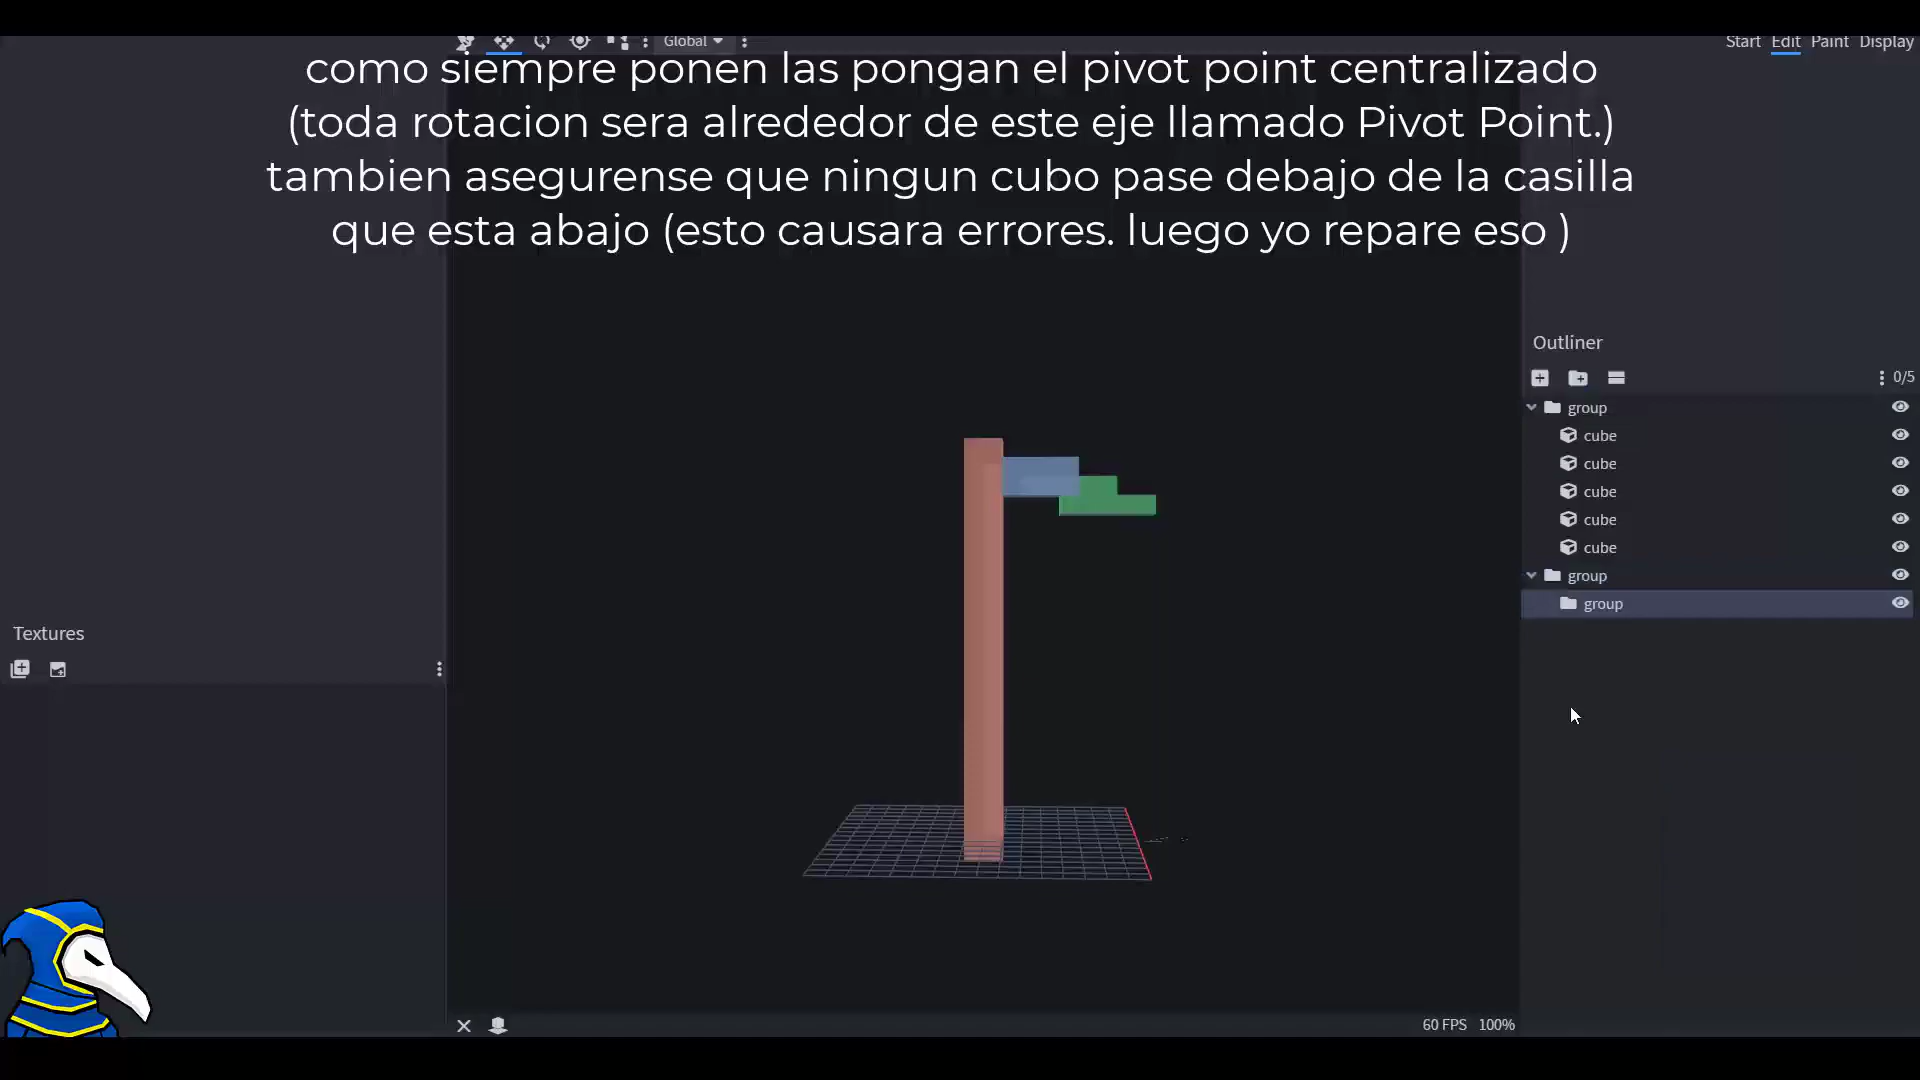 Global
Start Edit Paint Display
como siempre ponen las pongan el pivot point centralizado
(toda rotacion sera alrededor de este eje llamado Pivot Point.)
tambien asegurense que ningun cubo pase debajo de la casilla
que esta abajo (esto causara errores. luego yo repare eso )
Outliner
0/5
group
cube
cube
cube
cube
cube
group
group
Textures
60 FPS 100%